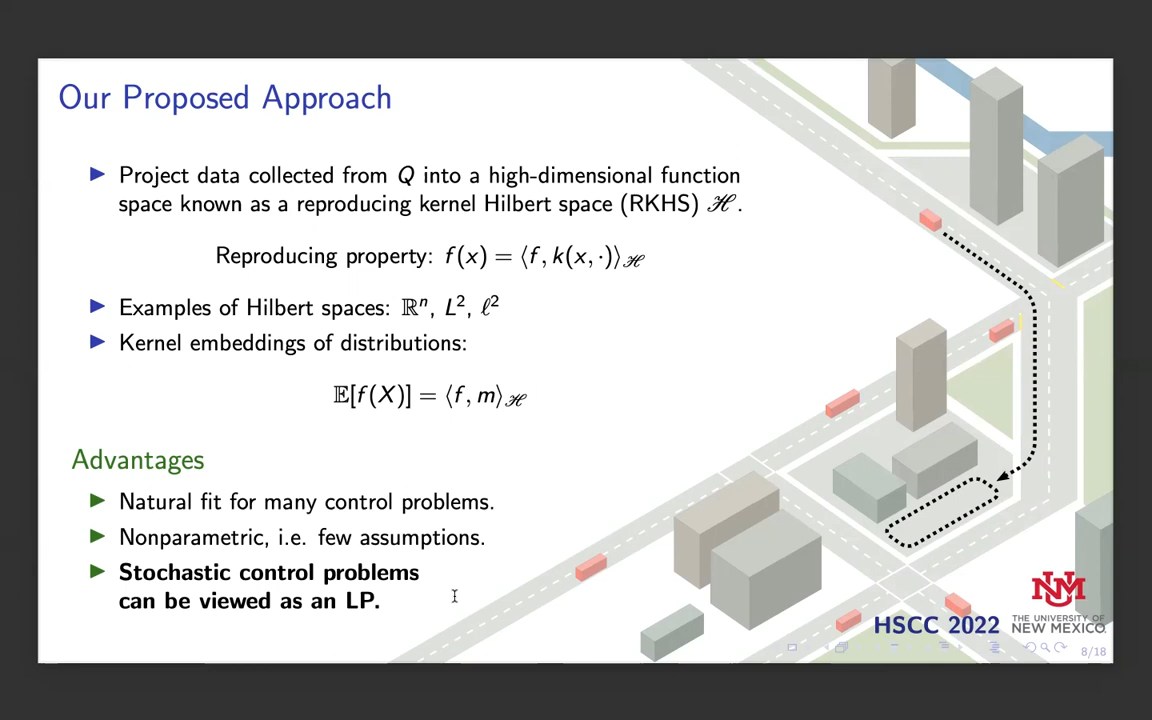 Our Proposed Approach
▶ Project data collected from Q into a high-dimensional function
space known as a reproducing kernel Hilbert space (RKHS) ℋ.
Reproducing property: f(x) = ⟨f, k(x, ·)⟩ℋ
▶ Examples of Hilbert spaces: ℝⁿ, L², ℓ²
▶ Kernel embeddings of distributions:
𝔼[f(X)] = ⟨f, m⟩ℋ
Advantages
▶ Natural fit for many control problems.
▶ Nonparametric, i.e. few assumptions.
▶ Stochastic control problems
can be viewed as an LP.
HSCC 2022
UNM
THE UNIVERSITY OF
NEW MEXICO.
8/18